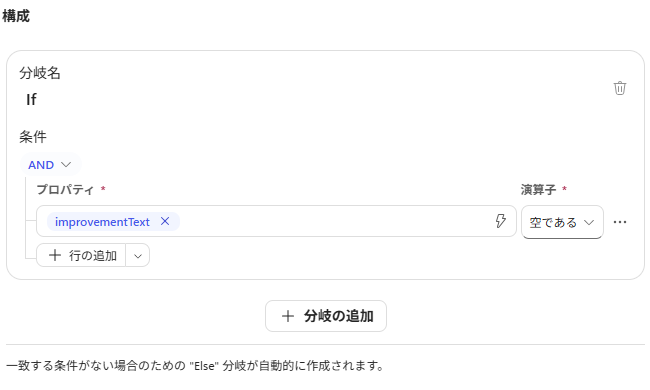 構成
分岐名
If
条件
AND
プロパティ * 演算子 *
improvementText 空である
行の追加
分岐の追加
一致する条件がない場合のための "Else" 分岐が自動的に作成されます。